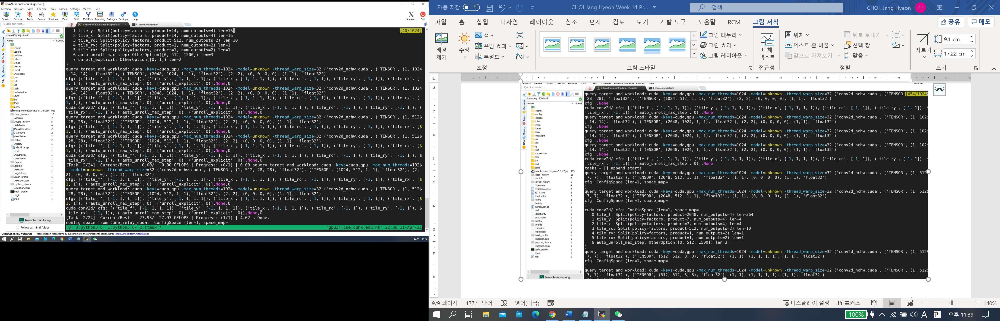 linux9.cse.cuhk.edu.hk (jhchoi6)
Terminal Sessions View X server Tools Games Settings Macros Help
Session Servers Tools Games Sessions View Split MultiExec Tunneling Packages Settings Help X server Exit
Quick connect...
2. linux9.cse.cuhk.edu.hk (jhchoi6) 4. /home/mobaxterm
/data/d0/y16/jhchoi6/
Name Size (K
..
.cache
.config
.eclipse
.idlerc
.imap
.keras
.local
.netscape
.nv
.pki
.qt
.ssh
.subversion
.tvm
bin
Mail
perl5
mysql-connector-java-5.1.47.jar 983
.bash_history 15
.viminfo 7
.mysql_history 5
.Xdefaults 4
MysqlCon.class 2
3170.java 2
dead.letter 2
.cshrc 2
.history 1
jhchoi6.tar.gz 1
.rnd 1
.Xauthority 1
.procmailrc 1
.bashrc 1
.profile 1
.xsession 1
.wget-hsts 1
.bash_profile 1
.xsession.sun 1
.python_history 1
.xsession.linux 1
bash_profile 1
.login 1
mail 1
Remote monitoring
Follow terminal folder
Sessions
Tools
Macros
Sftp
1 tile_y: Split(policy=factors, product=14, num_outputs=4) len=16 [40/1024]
2 tile_x: Split(policy=factors, product=14, num_outputs=4) len=16
3 tile_rc: Split(policy=factors, product=512, num_outputs=2) len=10
4 tile_ry: Split(policy=factors, product=1, num_outputs=2) len=1
5 tile_rx: Split(policy=factors, product=1, num_outputs=2) len=1
6 auto_unroll_max_step: OtherOption([0, 512, 1500]) len=3
7 unroll_explicit: OtherOption([0, 1]) len=2
)
query target and workload: cuda -keys=cuda,gpu -max_num_threads=1024 -model=unknown -thread_warp_size=32 ('conv2d_nchw.cuda', ('TENSOR', (1, 1024
, 14, 14), 'float32'), ('TENSOR', (2048, 1024, 1, 1), 'float32'), (2, 2), (0, 0, 0, 0), (1, 1), 'float32')
cfg: [('tile_f', [-1, 1, 1, 1]), ('tile_y', [-1, 1, 1, 1]), ('tile_x', [-1, 1, 1, 1]), ('tile_rc', [-1, 1]), ('tile_ry', [-1, 1]), ('tile_rx', [-
1, 1]), ('auto_unroll_max_step', 0), ('unroll_explicit', 0)],None,0
query target and workload: cuda -keys=cuda,gpu -max_num_threads=1024 -model=unknown -thread_warp_size=32 ('conv2d_nchw.cuda', ('TENSOR', (1, 1024
, 14, 14), 'float32'), ('TENSOR', (2048, 1024, 1, 1), 'float32'), (2, 2), (0, 0, 0, 0), (1, 1), 'float32')
cfg: [('tile_f', [-1, 1, 1, 1]), ('tile_y', [-1, 1, 1, 1]), ('tile_x', [-1, 1, 1, 1]), ('tile_rc', [-1, 1]), ('tile_ry', [-1, 1]), ('tile_rx', [-
1, 1]), ('auto_unroll_max_step', 0), ('unroll_explicit', 0)],None,0
cuda conv2d/ cfg: [('tile_f', [-1, 1, 1, 1]), ('tile_y', [-1, 1, 1, 1]), ('tile_x', [-1, 1, 1, 1]), ('tile_rc', [-1, 1]), ('tile_ry', [-1, 1]), (
'tile_rx', [-1, 1]), ('auto_unroll_max_step', 0), ('unroll_explicit', 0)],None,0
query target and workload: cuda -keys=cuda,gpu -max_num_threads=1024 -model=unknown -thread_warp_size=32 ('conv2d_nchw.cuda', ('TENSOR', (1, 512$
28, 28), 'float32'), ('TENSOR', (1024, 512, 1, 1), 'float32'), (2, 2), (0, 0, 0, 0), (1, 1), 'float32')
cfg: [('tile_f', [-1, 1, 1, 1]), ('tile_y', [-1, 1, 1, 1]), ('tile_x', [-1, 1, 1, 1]), ('tile_rc', [-1, 1]), ('tile_ry', [-1, 1]), ('tile_rx', [$
1, 1]), ('auto_unroll_max_step', 0), ('unroll_explicit', 0)],None,0
query target and workload: cuda -keys=cuda,gpu -max_num_threads=1024 -model=unknown -thread_warp_size=32 ('conv2d_nchw.cuda', ('TENSOR', (1, 512$
28, 28), 'float32'), ('TENSOR', (1024, 512, 1, 1), 'float32'), (2, 2), (0, 0, 0, 0), (1, 1), 'float32')
cfg: [('tile_f', [-1, 1, 1, 1]), ('tile_y', [-1, 1, 1, 1]), ('tile_x', [-1, 1, 1, 1]), ('tile_rc', [-1, 1]), ('tile_ry', [-1, 1]), ('tile_rx', [$
1, 1]), ('auto_unroll_max_step', 0), ('unroll_explicit', 0)],None,0
cuda conv2d/ cfg: [('tile_f', [-1, 1, 1, 1]), ('tile_y', [-1, 1, 1, 1]), ('tile_x', [-1, 1, 1, 1]), ('tile_rc', [-1, 1]), ('tile_ry', [-1, 1]), $
'tile_rx', [-1, 1]), ('auto_unroll_max_step', 0), ('unroll_explicit', 0)],None,0
[Task 2/24] Current/Best: 0.00/ 0.00 GFLOPS | Progress: (0/1) | 0.00 squery target and workload: cuda -keys=cuda,gpu -max_num_threads=102$
-model=unknown -thread_warp_size=32 ('conv2d_nchw.cuda', ('TENSOR', (1, 512, 28, 28), 'float32'), ('TENSOR', (1024, 512, 1, 1), 'float32'), (2,
2), (0, 0, 0, 0), (1, 1), 'float32')
cfg: [('tile_f', [-1, 1, 1, 1]), ('tile_y', [-1, 1, 1, 1]), ('tile_x', [-1, 1, 1, 1]), ('tile_rc', [-1, 1]), ('tile_ry', [-1, 1]), ('tile_rx', [$
1, 1]), ('auto_unroll_max_step', 0), ('unroll_explicit', 0)],None,0
query target and workload: cuda -keys=cuda,gpu -max_num_threads=1024 -model=unknown -thread_warp_size=32 ('conv2d_nchw.cuda', ('TENSOR', (1, 512$
28, 28), 'float32'), ('TENSOR', (1024, 512, 1, 1), 'float32'), (2, 2), (0, 0, 0, 0), (1, 1), 'float32')
cfg: [('tile_f', [-1, 1, 1, 1]), ('tile_y', [-1, 1, 1, 1]), ('tile_x', [-1, 1, 1, 1]), ('tile_rc', [-1, 1]), ('tile_ry', [-1, 1]), ('tile_rx', [$
1, 1]), ('auto_unroll_max_step', 0), ('unroll_explicit', 0)],None,0
cuda conv2d/ cfg: [('tile_f', [-1, 1, 1, 1]), ('tile_y', [-1, 1, 1, 1]), ('tile_x', [-1, 1, 1, 1]), ('tile_rc', [-1, 1]), ('tile_ry', [-1, 1]), $
'tile_rx', [-1, 1]), ('auto_unroll_max_step', 0), ('unroll_explicit', 0)],None,0
[Task 2/24] Current/Best: 27.93/ 27.93 GFLOPS | Progress: (1/1) | 4.62 s Done.
config space from tune_relay_cuda: ConfigSpace (len=1, space_map=
[0] 0:python3.6 1:python3.6- 2:[tmux]* "gpu34.cse.cuhk.edu.hk" 22:39 11-Apr-21
UNREGISTERED VERSION - Please support MobaXterm by subscribing to the professional edition here: https://mobaxterm.mobatek.net
오후 11:39
자동 저장 끔 CHOI Jang Hyeon Week 14 Pr... 검색 CHOI, Jang Hyeon CJ
파일 홈 삽입 디자인 레이아웃 참조 편지 검토 보기 개발 도구 도움말 RCM 그림 서식 공유 메모
배경 제거 수정 색 꾸밈 효과 투명도 조정
그림 테두리 그림 효과 그림 레이아웃 그림 스타일
대체 텍스트 접근성
위치 텍스트 줄 바꿈 앞으로 가져오기 뒤로 보내기 선택 창 맞춤 정렬
자르기 9.1 cm 17.22 cm 크기
2 1 1 2 3 4 5 6 7 8 9 10 11 12 13 14 15 16 17 18 19
14
15
16
17
18
19
20
21
22
Quick connect...
2. linux9.cse.cuhk.edu.hk (jhchoi6) 4. /home/mobaxterm
/data/d0/y16/jhchoi6/
Name Size (K
..
.cache
.config
.eclipse
.idlerc
.imap
.keras
.local
.netscape
.nv
.pki
.qt
.ssh
.subversion
.tvm
bin
Mail
perl5
mysql-connector-java-5.1.47.jar 983
.bash_history 15
.viminfo 7
.mysql_history 5
.Xdefaults 4
MysqlCon.class 2
3170.java 2
dead.letter 2
.cshrc 2
.history 1
jhchoi6.tar.gz 1
.rnd 1
.Xauthority 1
.procmailrc 1
.bashrc 1
.profile 1
.xsession 1
.wget-hsts 1
.bash_profile 1
.xsession.sun 1
.python_history 1
.xsession.linux 1
bash_profile 1
.login 1
mail 1
Remote monitoring
Sessions
Tools
Macros
Sftp
query target and workload: cuda -keys=cuda,gpu -max_num_threads=1024 -model=unknown -thread_warp_size=32 ('conv2d_nchw.cuda', ('TENSOR'[454/1024$
28, 28), 'float32'), ('TENSOR', (1024, 512, 1, 1), 'float32'), (2, 2), (0, 0, 0, 0), (1, 1), 'float32')
cfg: ,None
cuda conv2d/ cfg: [('tile_f', [-1, 1, 1, 1]), ('tile_y', [-1, 1, 1, 1]), ('tile_x', [-1, 1, 1, 1]), ('tile_rc', [-1, 1]), ('tile_ry', [-1, 1]), $
'tile_rx', [-1, 1]), ('auto_unroll_max_step', 0)],None
query target and workload: cuda -keys=cuda,gpu -max_num_threads=1024 -model=unknown -thread_warp_size=32 ('conv2d_nchw.cuda', ('TENSOR', (1, 102$
, 14, 14), 'float32'), ('TENSOR', (2048, 1024, 1, 1), 'float32'), (2, 2), (0, 0, 0, 0), (1, 1), 'float32')
cfg: ,None
query target and workload: cuda -keys=cuda,gpu -max_num_threads=1024 -model=unknown -thread_warp_size=32 ('conv2d_nchw.cuda', ('TENSOR', (1, 102$
, 14, 14), 'float32'), ('TENSOR', (2048, 1024, 1, 1), 'float32'), (2, 2), (0, 0, 0, 0), (1, 1), 'float32')
cfg: ,None
query target and workload: cuda -keys=cuda,gpu -max_num_threads=1024 -model=unknown -thread_warp_size=32 ('conv2d_nchw.cuda', ('TENSOR', (1, 102$
, 14, 14), 'float32'), ('TENSOR', (2048, 1024, 1, 1), 'float32'), (2, 2), (0, 0, 0, 0), (1, 1), 'float32')
cfg: ,None
cuda conv2d/ cfg: [('tile_f', [-1, 1, 1, 1]), ('tile_y', [-1, 1, 1, 1]), ('tile_x', [-1, 1, 1, 1]), ('tile_rc', [-1, 1]), ('tile_ry', [-1, 1]), $
'tile_rx', [-1, 1]), ('auto_unroll_max_step', 0)],None
tasks = [] append starts
query target and workload: cuda -keys=cuda,gpu -max_num_threads=1024 -model=unknown -thread_warp_size=32 ('conv2d_nchw.cuda', ('TENSOR', (1, 512
7, 7), 'float32'), ('TENSOR', (2048, 512, 1, 1), 'float32'), (1, 1), (0, 0, 0, 0), (1, 1), 'float32')
cfg: ConfigSpace (len=1, space_map=
)
query target and workload: cuda -keys=cuda,gpu -max_num_threads=1024 -model=unknown -thread_warp_size=32 ('conv2d_nchw.cuda', ('TENSOR', (1, 512$
7, 7), 'float32'), ('TENSOR', (2048, 512, 1, 1), 'float32'), (1, 1), (0, 0, 0, 0), (1, 1), 'float32')
cfg: ConfigSpace (len=1, space_map=
)
cuda conv2d/ cfg: ConfigSpace (len=1, space_map=
0 tile_f: Split(policy=factors, product=2048, num_outputs=4) len=364
1 tile_y: Split(policy=factors, product=7, num_outputs=4) len=4
2 tile_x: Split(policy=factors, product=7, num_outputs=4) len=4
3 tile_rc: Split(policy=factors, product=512, num_outputs=2) len=10
4 tile_ry: Split(policy=factors, product=1, num_outputs=2) len=1
5 tile_rx: Split(policy=factors, product=1, num_outputs=2) len=1
6 auto_unroll_max_step: OtherOption([0, 512, 1500]) len=3
)
query target and workload: cuda -keys=cuda,gpu -max_num_threads=1024 -model=unknown -thread_warp_size=32 ('conv2d_nchw.cuda', ('TENSOR', (1, 512$
7, 7), 'float32'), ('TENSOR', (512, 512, 3, 3), 'float32'), (1, 1), (1, 1, 1, 1), (1, 1), 'float32')
cfg: ConfigSpace (len=1, space_map=
)
query target and workload: cuda -keys=cuda,gpu -max_num_threads=1024 -model=unknown -thread_warp_size=32 ('conv2d_nchw.cuda', ('TENSOR', (1, 512$
7, 7), 'float32'), ('TENSOR', (512, 512, 3, 3), 'float32'), (1, 1), (1, 1, 1, 1), (1, 1), 'float32')
9/9 페이지 177개 단어 영어(미국) 디스플레이 설정 포커스 140%
100% A 한 오후 11:39